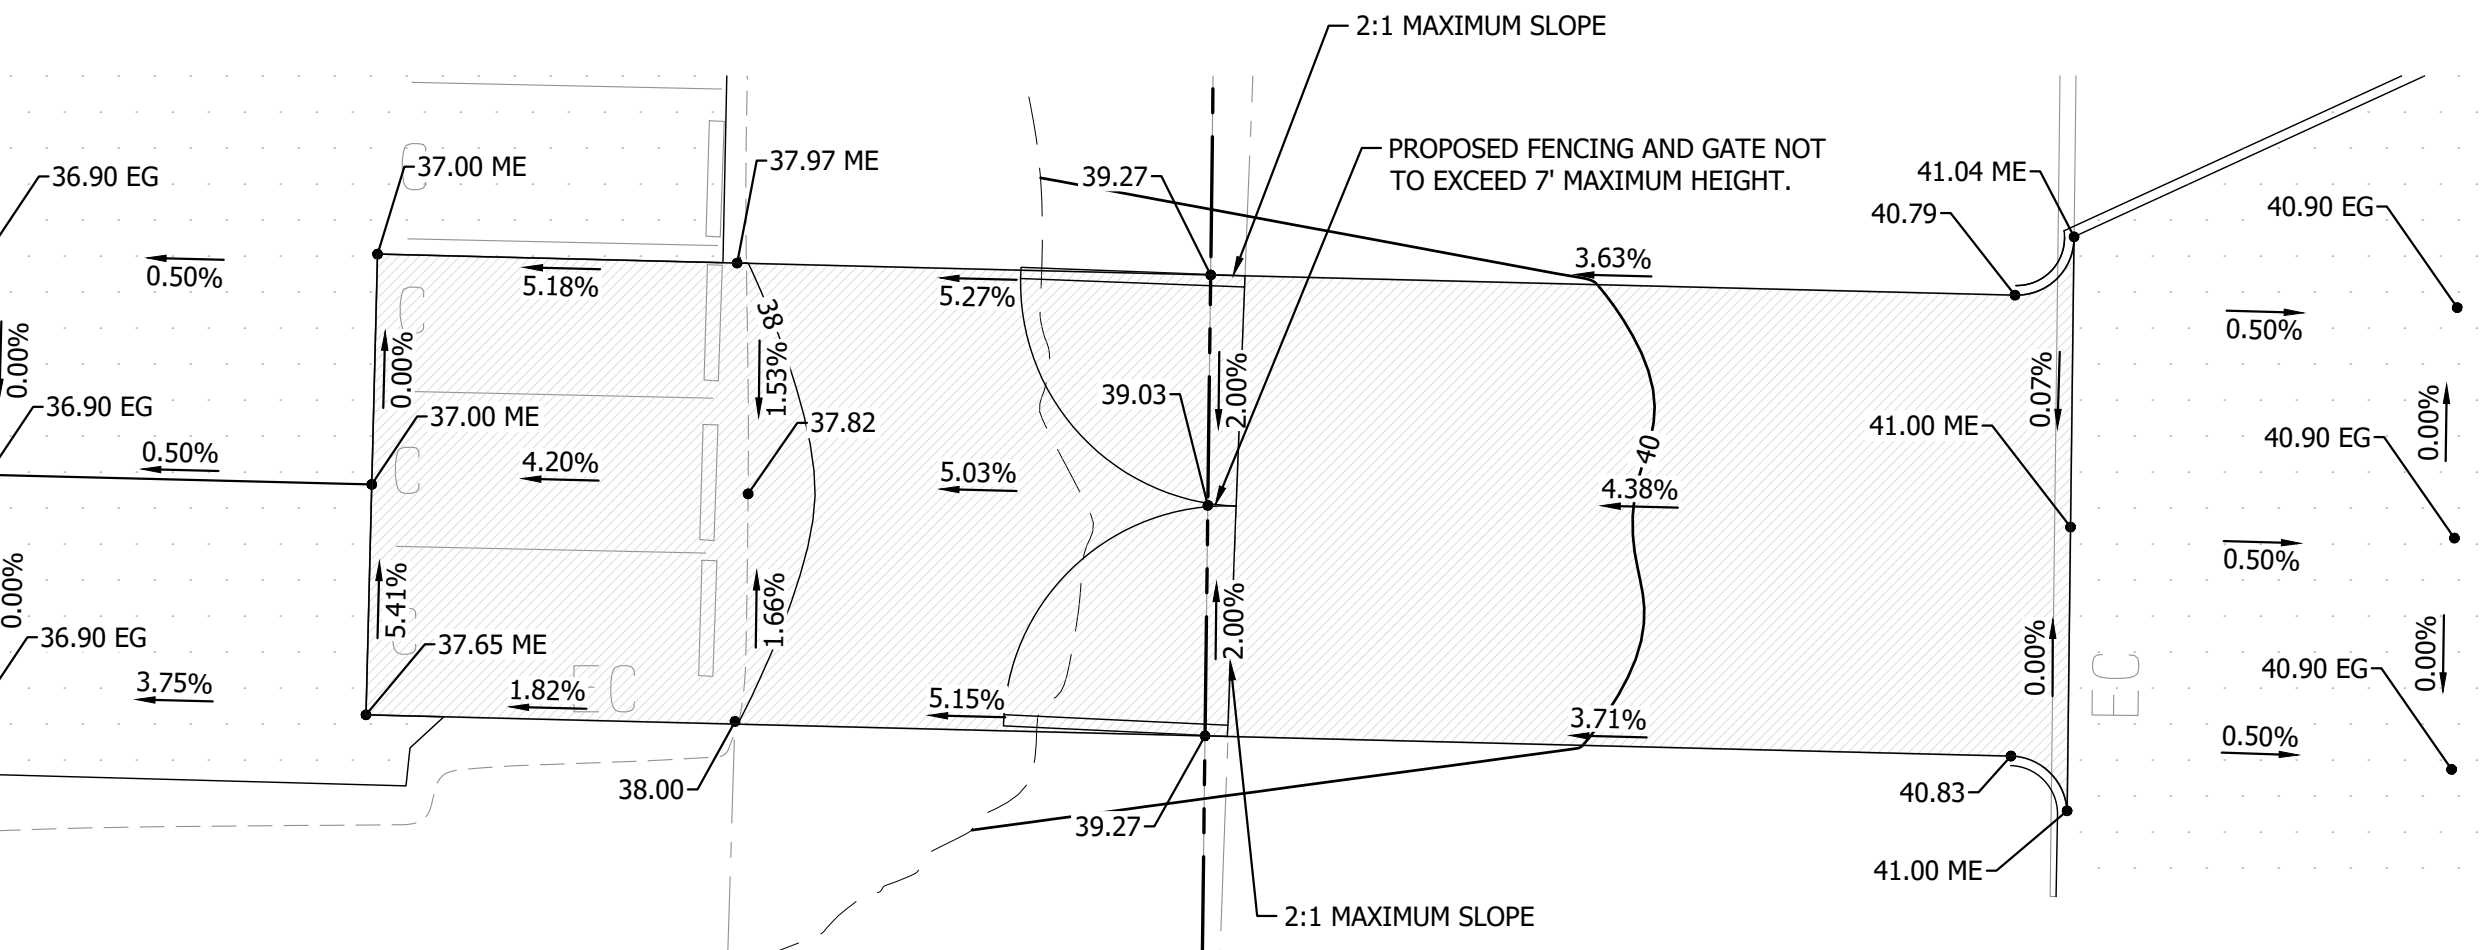 2:1 MAXIMUM SLOPE
PROPOSED FENCING AND GATE NOT
TO EXCEED 7' MAXIMUM HEIGHT.
36.90 EG
37.00 ME
37.97 ME
39.27
41.04 ME
40.79
40.90 EG
C
0.50%
5.18%
5.27%
3.63%
0.50%
C
38
0.00%
0.00%
1.53%
2.00%
0.07%
36.90 EG
37.00 ME
37.82
39.03
41.00 ME
40.90 EG
0.00%
40
0.50%
C
4.20%
5.03%
4.38%
0.50%
0.00%
5.41%
C
1.66%
2.00%
0.00%
0.00%
36.90 EG
37.65 ME
EC
EC
40.90 EG
3.75%
1.82%
5.15%
3.71%
0.50%
38.00
39.27
40.83
41.00 ME
2:1 MAXIMUM SLOPE